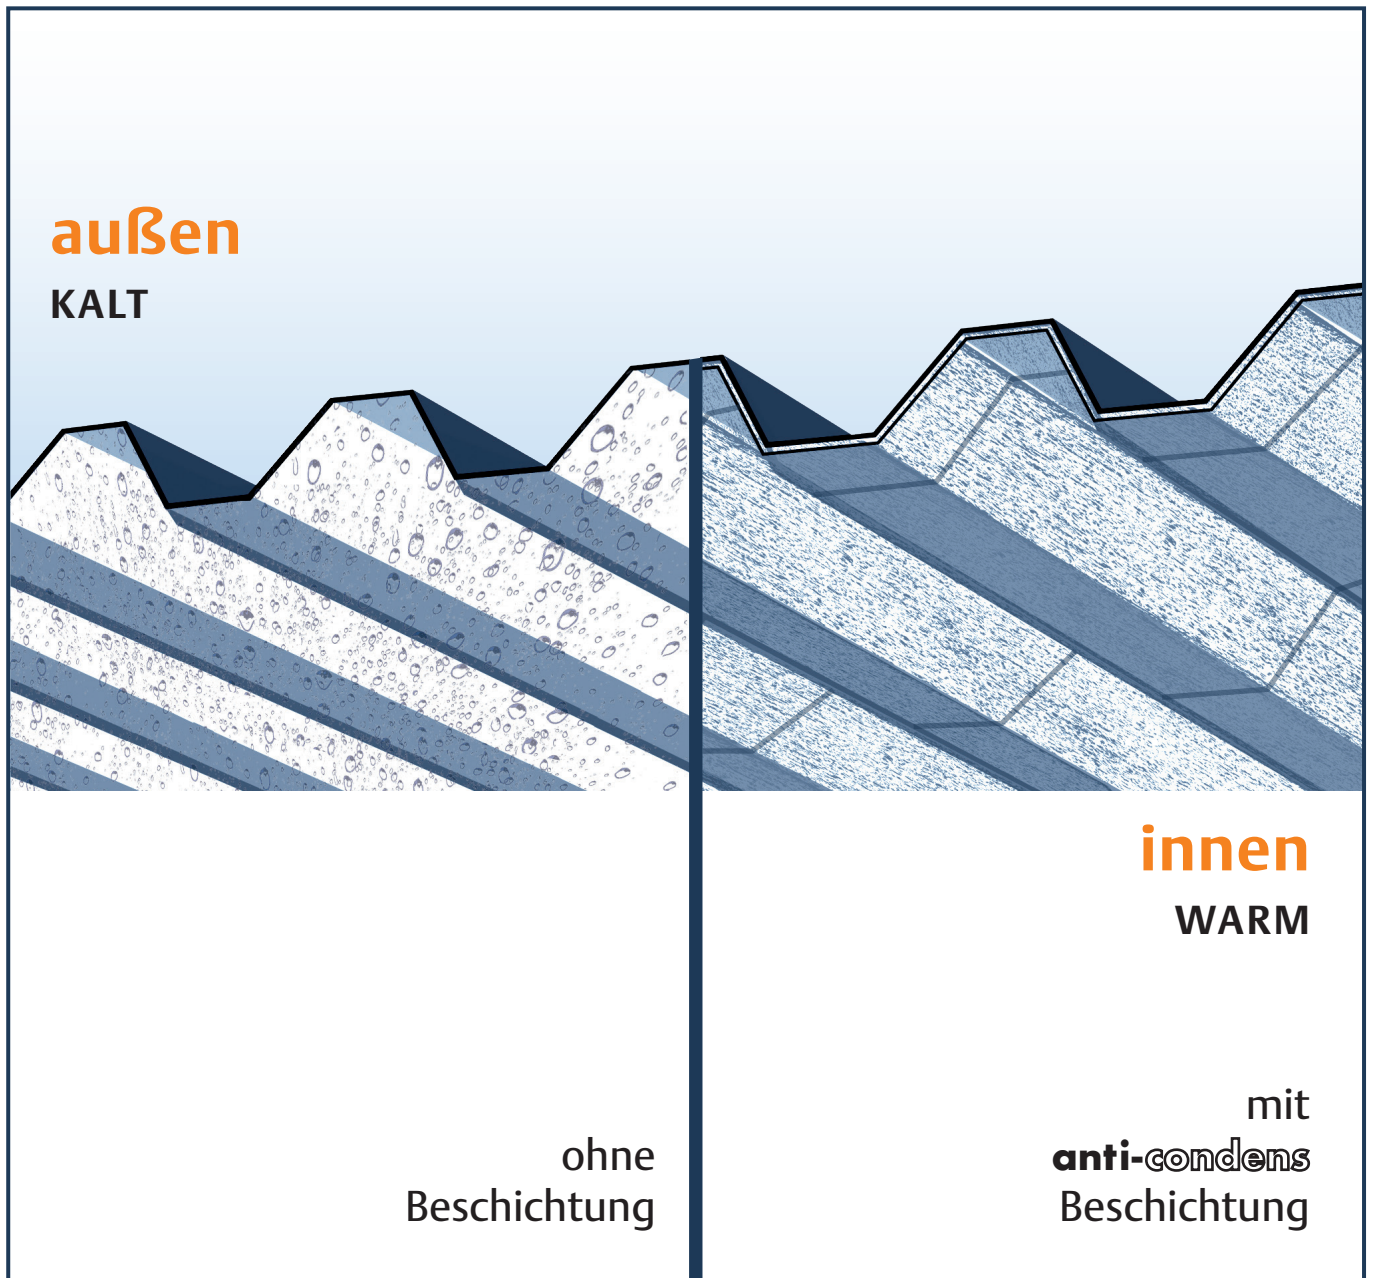 außen
KALT
innen
WARM
ohne
Beschichtung
mit
anti-condens
Beschichtung